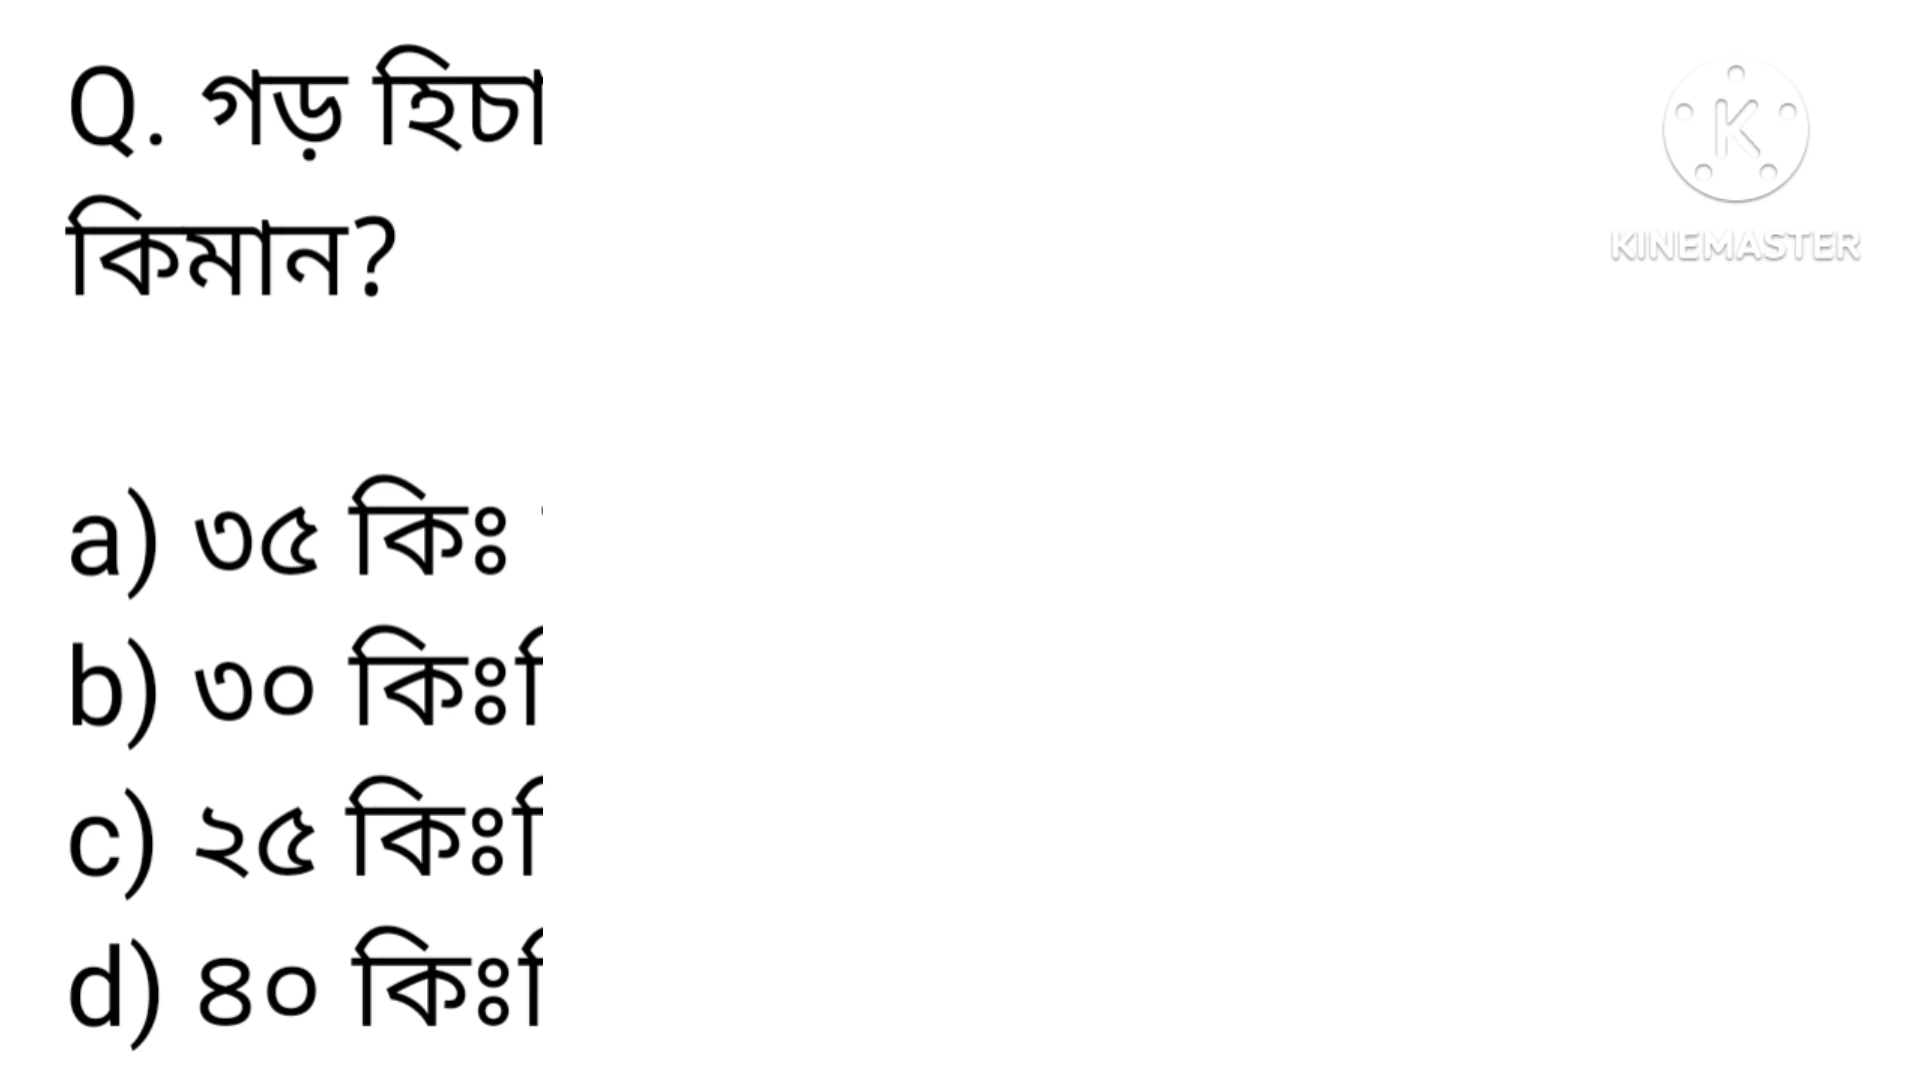 Q. গড় হিচা
কিমান?
a) ৩৫ কিঃ
b) ৩০ কিঃ
c) ২৫ কিঃ
d) ৪০ কিঃ
K
KINEMASTER